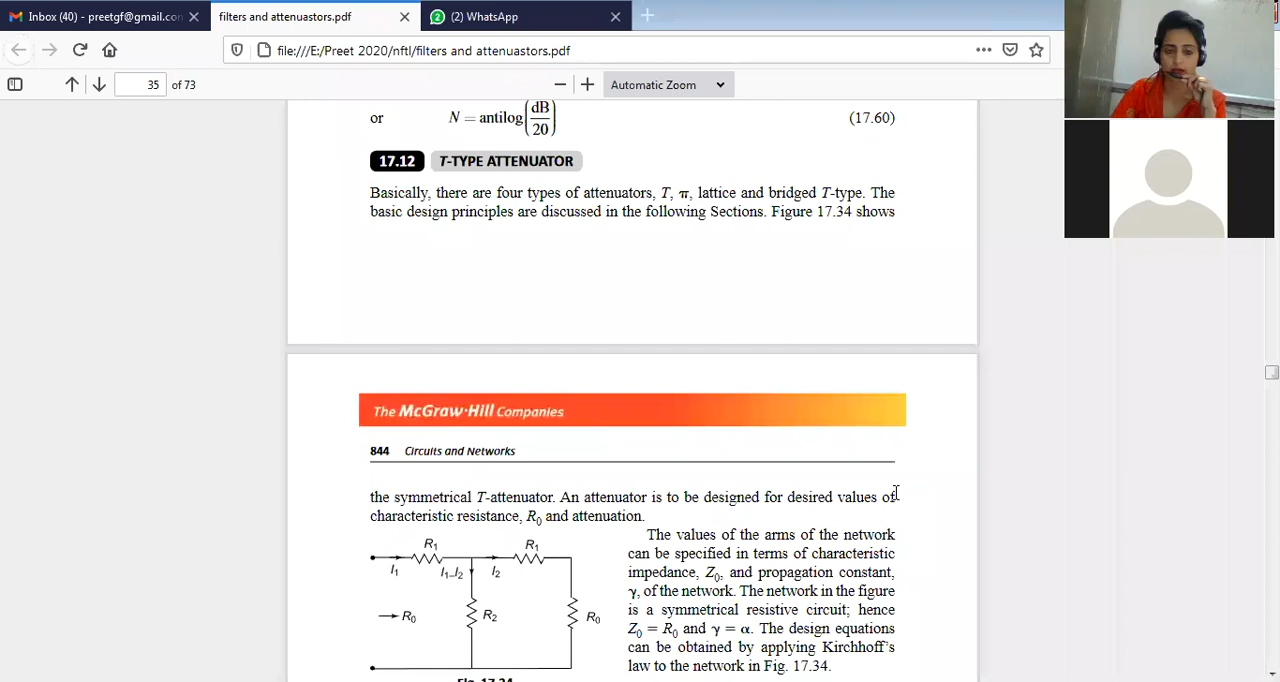 Inbox (40) - preetgf@gmail.con
filters and attenuastors.pdf
(2) WhatsApp
file:///E:/Preet 2020/nftl/filters and attenuastors.pdf
35 of 73
Automatic Zoom
or N = antilog(dB/20) (17.60)
17.12 T-TYPE ATTENUATOR
Basically, there are four types of attenuators, T, π, lattice and bridged T-type. The
basic design principles are discussed in the following Sections. Figure 17.34 shows
The McGraw·Hill Companies
844 Circuits and Networks
the symmetrical T-attenuator. An attenuator is to be designed for desired values of
characteristic resistance, R0 and attenuation.
R1 R1
I1 I1–I2 I2
R0 R2 R0
Fig. 17.34
The values of the arms of the network
can be specified in terms of characteristic
impedance, Z0, and propagation constant,
γ, of the network. The network in the figure
is a symmetrical resistive circuit; hence
Z0 = R0 and γ = α. The design equations
can be obtained by applying Kirchhoff's
law to the network in Fig. 17.34.